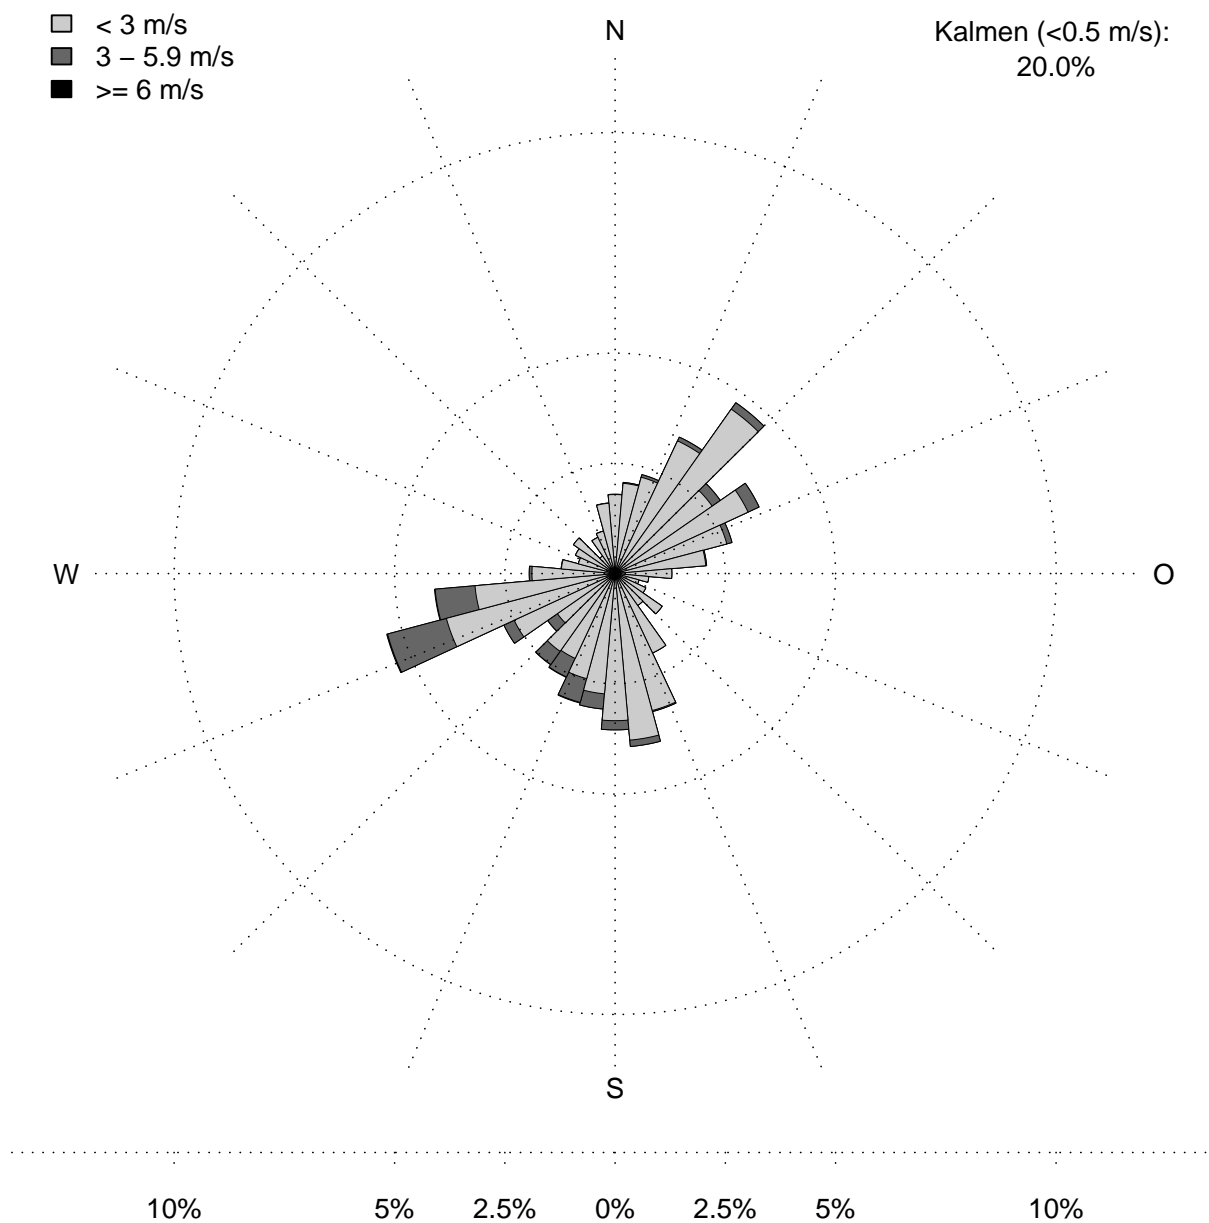 < 3 m/s
3 – 5.9 m/s
>= 6 m/s
N
Kalmen (<0.5 m/s):
20.0%
W
O
S
10% 5% 2.5% 0% 2.5% 5% 10%